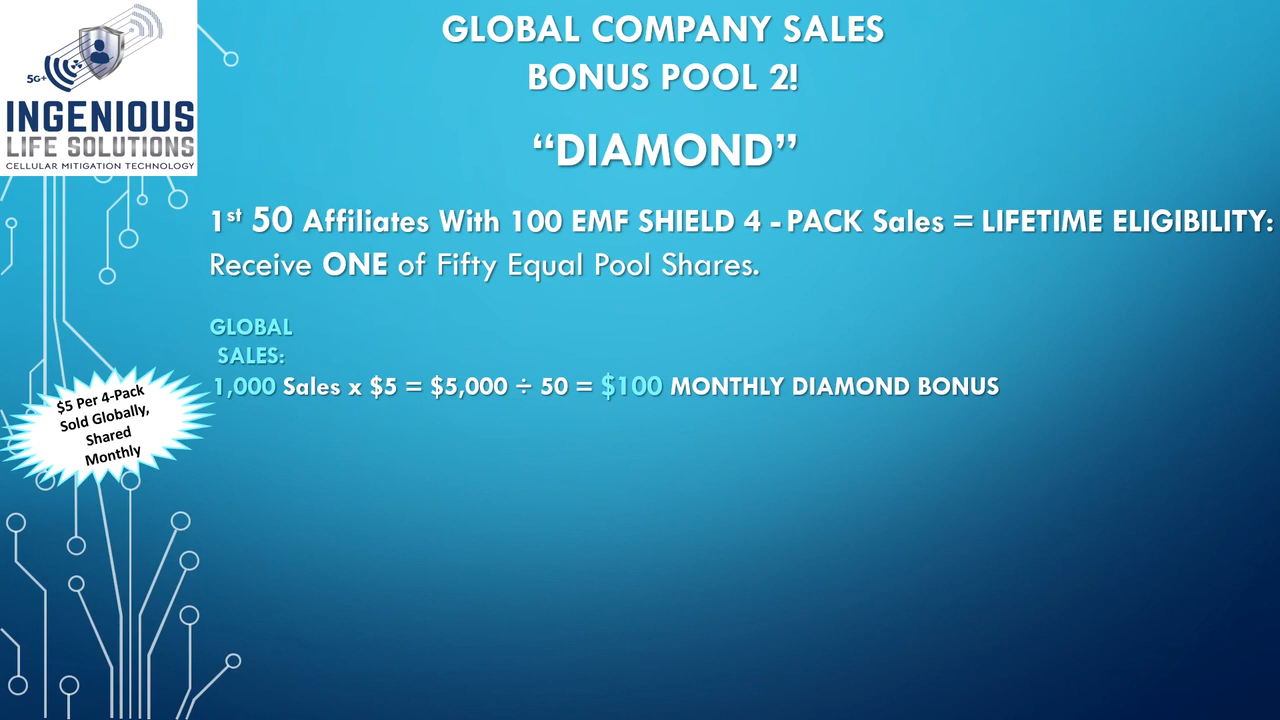 5G+
INGENIOUS
LIFE SOLUTIONS
CELLULAR MITIGATION TECHNOLOGY
GLOBAL COMPANY SALES
BONUS POOL 2!
“DIAMOND”
1st 50 Affiliates With 100 EMF SHIELD 4 - PACK Sales = LIFETIME ELIGIBILITY:
Receive ONE of Fifty Equal Pool Shares.
GLOBAL
SALES:
1,000 Sales x $5 = $5,000 ÷ 50 = $100 MONTHLY DIAMOND BONUS
$5 Per 4-Pack
Sold Globally,
Shared
Monthly